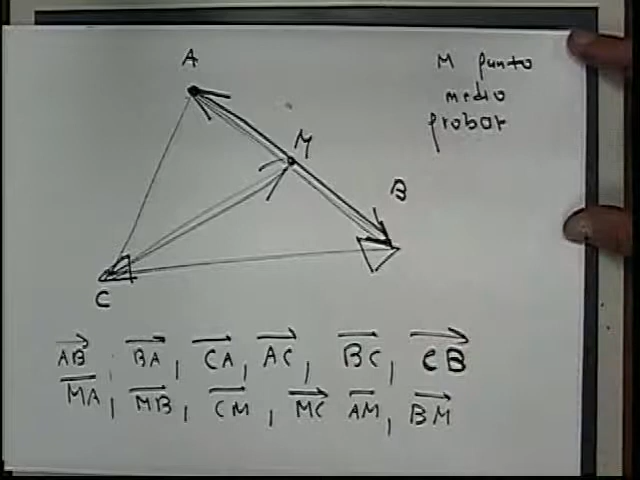 A
M punto
medio
probar
M
B
C
AB, BA, CA, AC, BC, CB
MA, MB, CM, MC AM, BM